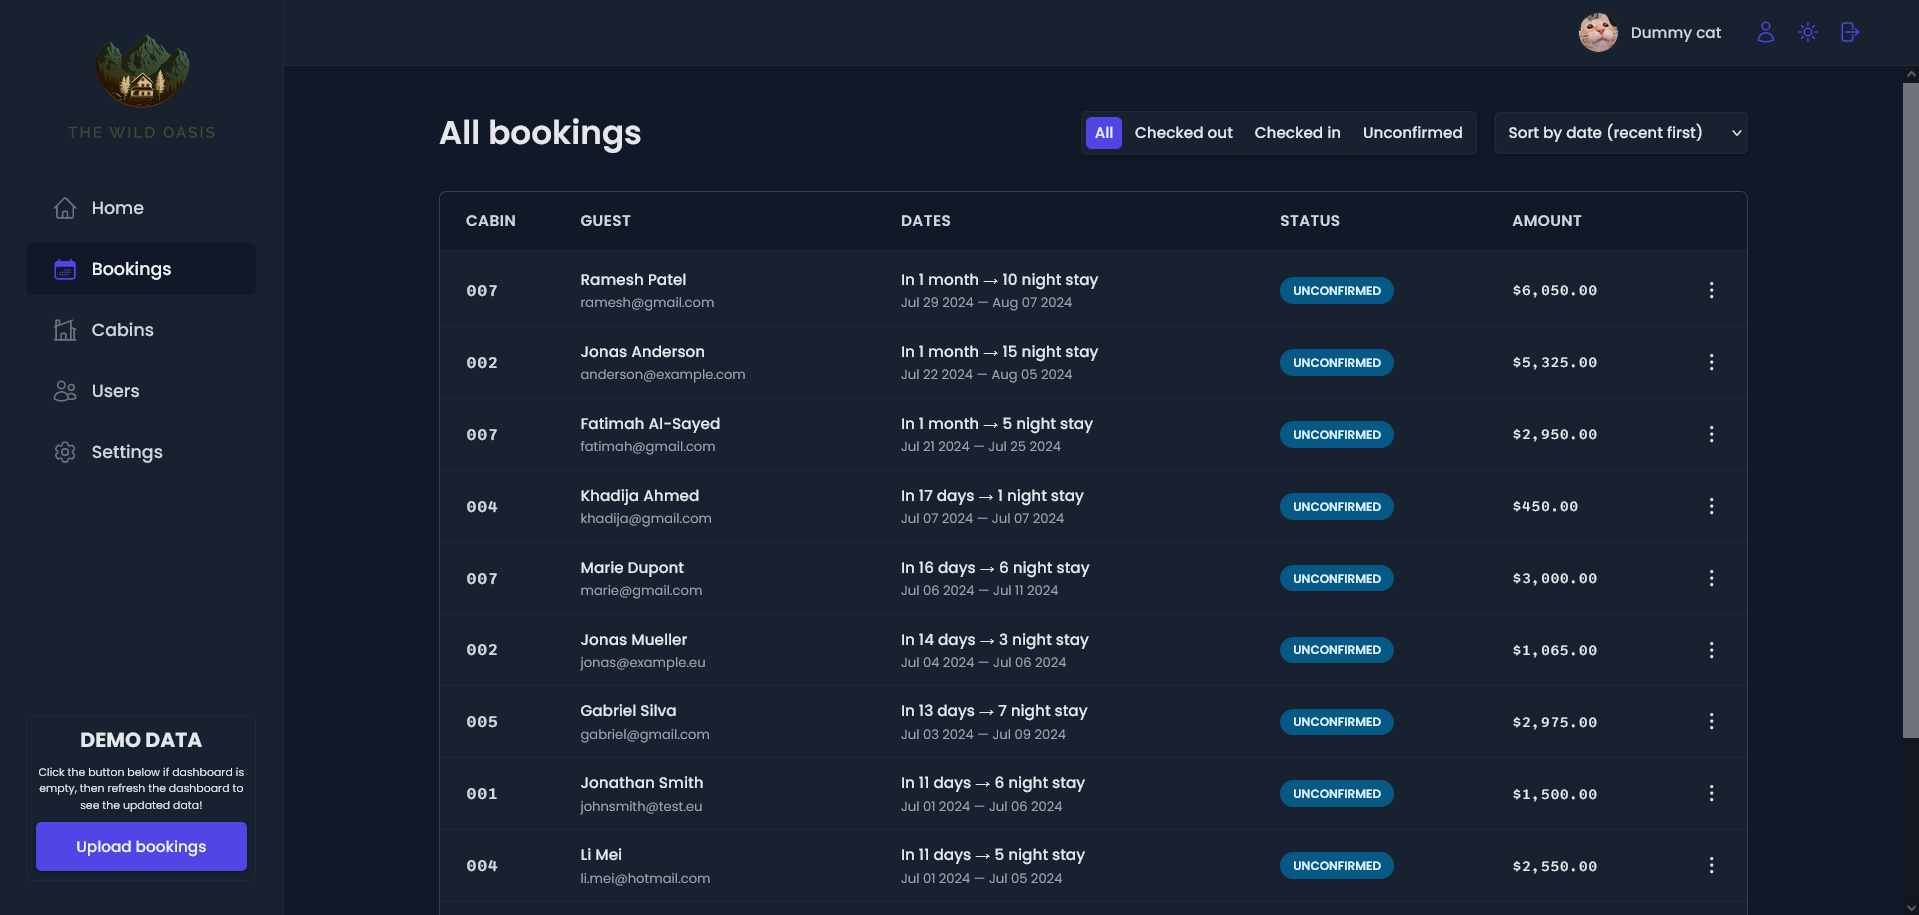 THE WILD OASIS
Home
Bookings
Cabins
Users
Settings
DEMO DATA
Click the button below if dashboard is
empty, then refresh the dashboard to
see the updated data!
Upload bookings
Dummy cat
All bookings
All Checked out Checked in Unconfirmed
Sort by date (recent first)
CABIN GUEST DATES STATUS AMOUNT
007 Ramesh Patel In 1 month → 10 night stay UNCONFIRMED $6,050.00
ramesh@gmail.com Jul 29 2024 — Aug 07 2024
002 Jonas Anderson In 1 month → 15 night stay UNCONFIRMED $5,325.00
anderson@example.com Jul 22 2024 — Aug 05 2024
007 Fatimah Al-Sayed In 1 month → 5 night stay UNCONFIRMED $2,950.00
fatimah@gmail.com Jul 21 2024 — Jul 25 2024
004 Khadija Ahmed In 17 days → 1 night stay UNCONFIRMED $450.00
khadija@gmail.com Jul 07 2024 — Jul 07 2024
007 Marie Dupont In 16 days → 6 night stay UNCONFIRMED $3,000.00
marie@gmail.com Jul 06 2024 — Jul 11 2024
002 Jonas Mueller In 14 days → 3 night stay UNCONFIRMED $1,065.00
jonas@example.eu Jul 04 2024 — Jul 06 2024
005 Gabriel Silva In 13 days → 7 night stay UNCONFIRMED $2,975.00
gabriel@gmail.com Jul 03 2024 — Jul 09 2024
001 Jonathan Smith In 11 days → 6 night stay UNCONFIRMED $1,500.00
johnsmith@test.eu Jul 01 2024 — Jul 06 2024
004 Li Mei In 11 days → 5 night stay UNCONFIRMED $2,550.00
li.mei@hotmail.com Jul 01 2024 — Jul 05 2024